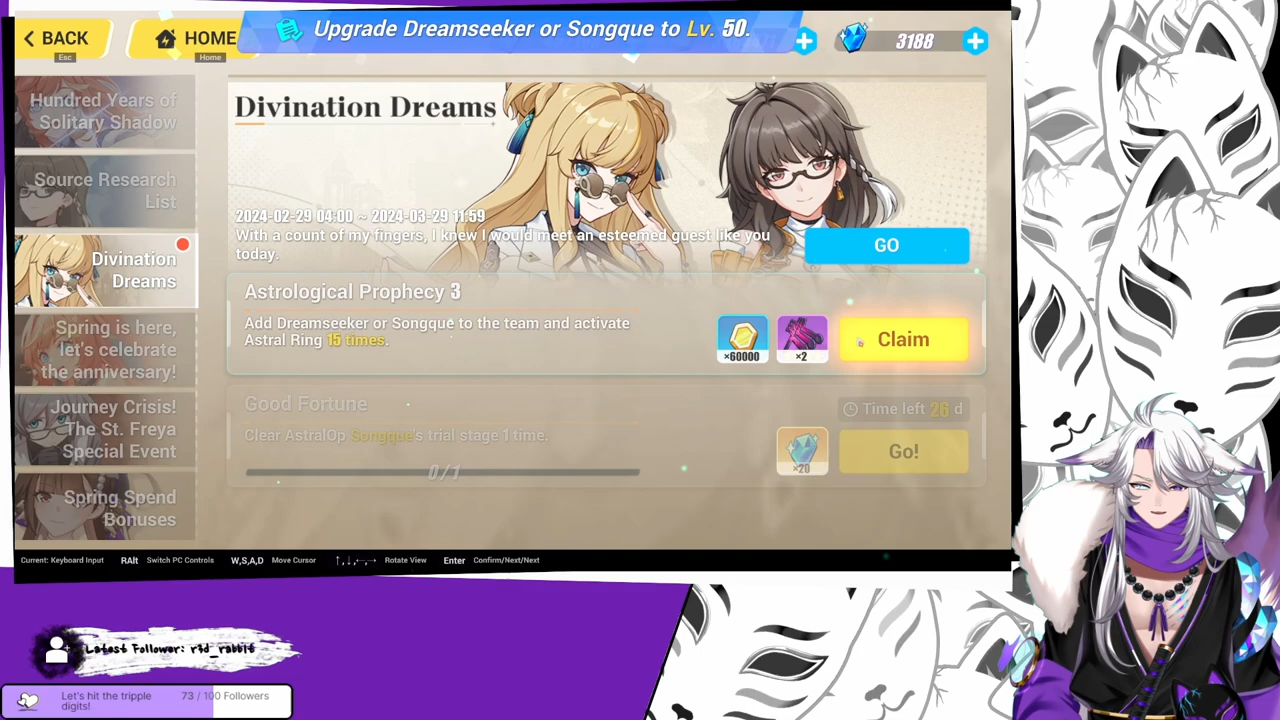 BACK
Esc
HOME
Home
Upgrade Dreamseeker or Songque to Lv. 50.
3188
Hundred Years of
Solitary Shadow
Source Research
List
Divination
Dreams
Spring is here,
let's celebrate
the anniversary!
Journey Crisis!
The St. Freya
Special Event
Spring Spend
Bonuses
Divination Dreams
2024-02-29 04:00 ~ 2024-03-29 11:59
With a count of my fingers, I knew I would meet an esteemed guest like you
today.
GO
Astrological Prophecy 3
Add Dreamseeker or Songque to the team and activate
Astral Ring 15 times.
×60000
×2
Claim
Good Fortune
Time left 26 d
Clear AstralOp Songque's trial stage 1 time.
0/1
×20
Go!
Current: Keyboard Input RAlt Switch PC Controls W,S,A,D Move Cursor ↑,↓,←,→ Rotate View Enter Confirm/Next/Next
Latest Follower: r3d_rabbit
Let's hit the tripple
digits!
73 / 100 Followers